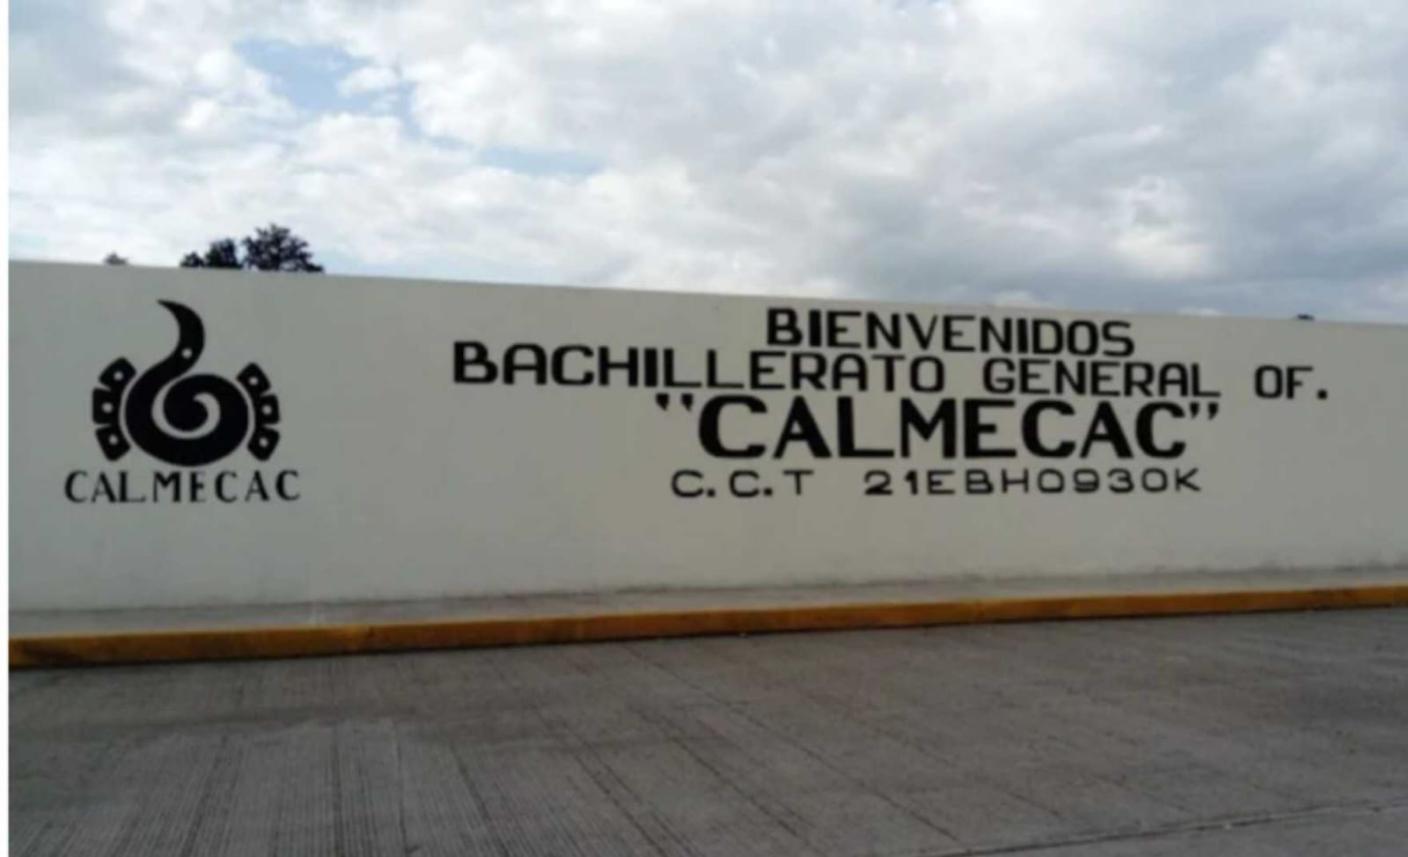 CALMECAC
BIENVENIDOS
BACHILLERATO GENERAL OF.
"CALMECAC"
C.C.T 21EBH0930K